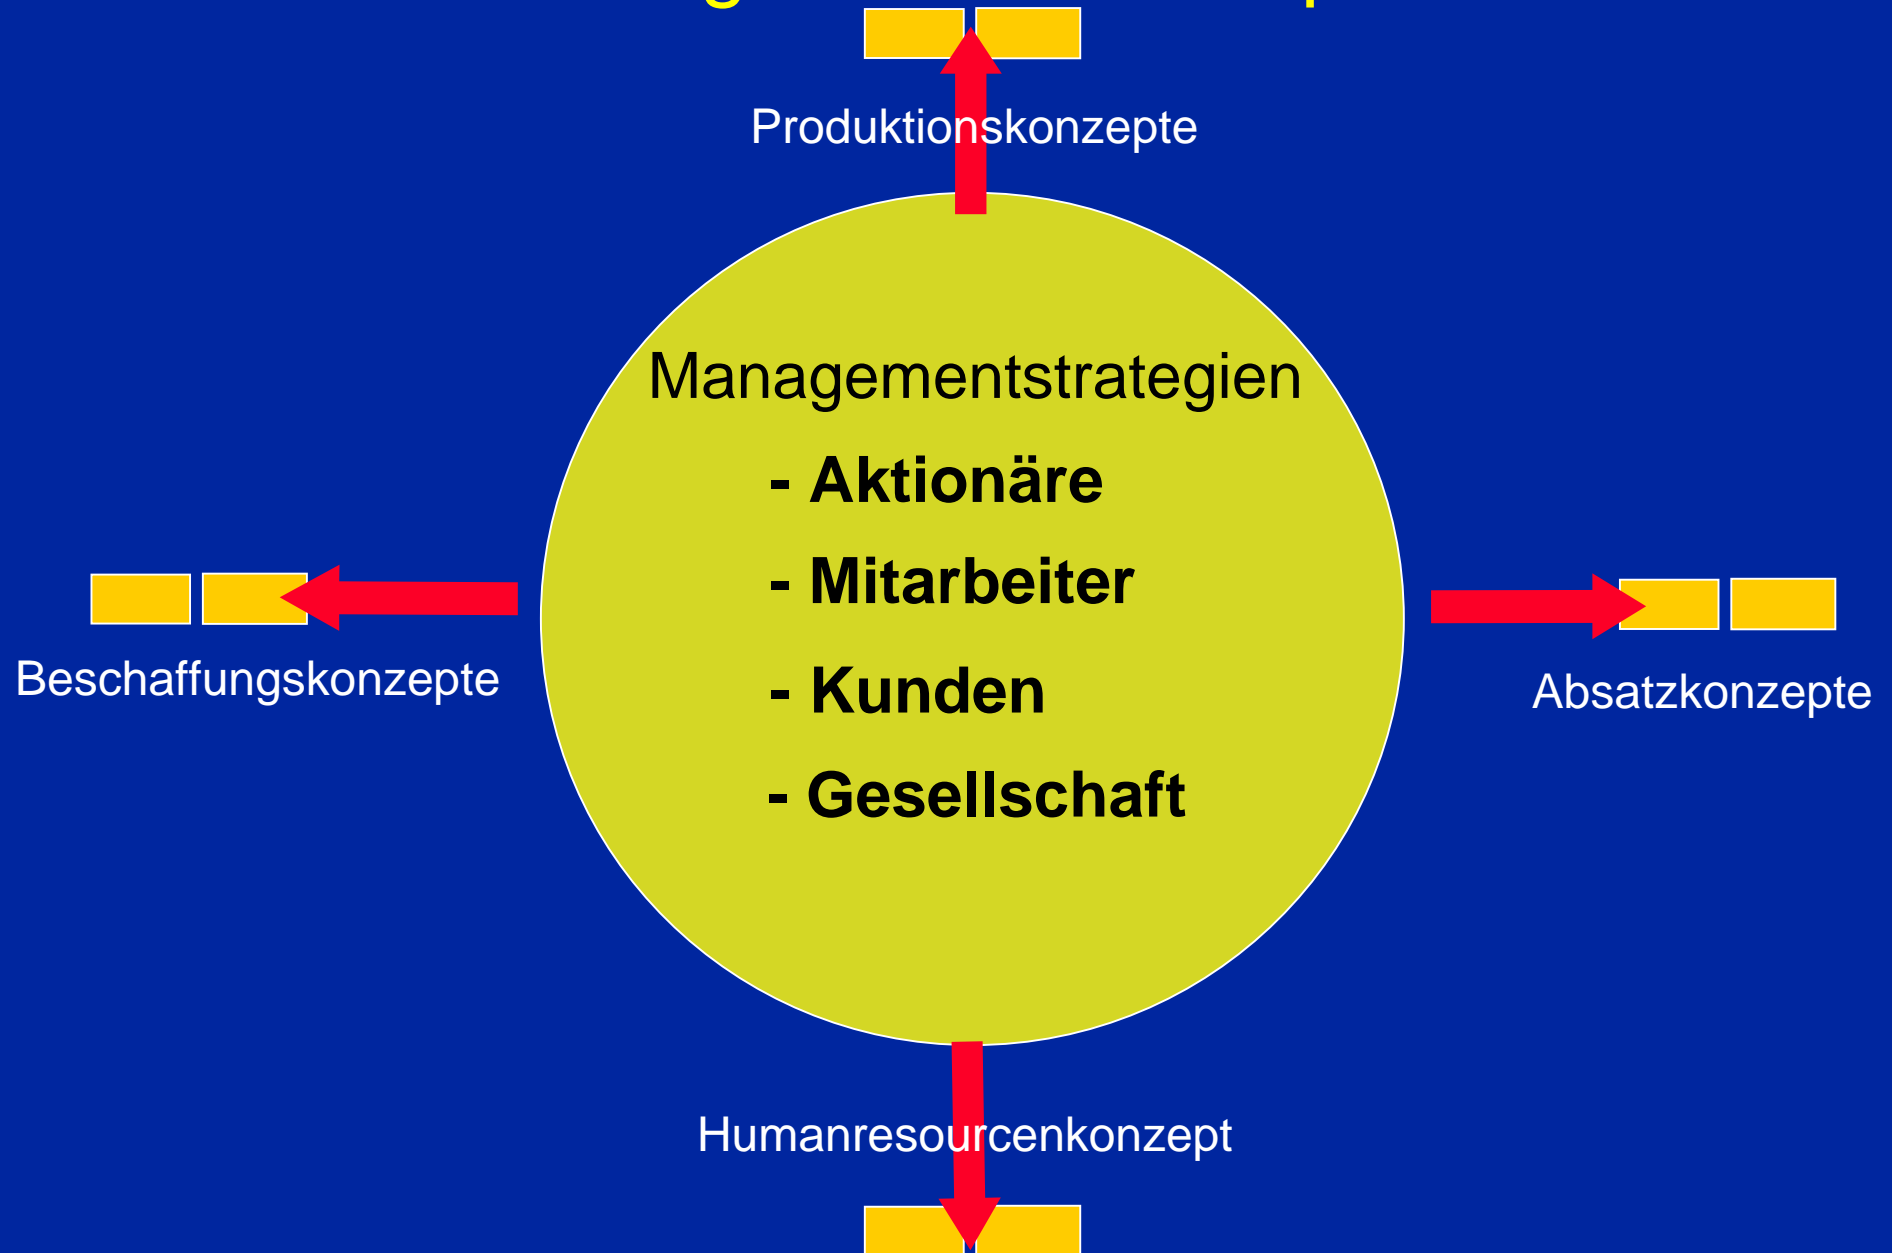 Produktionskonzepte
Managementstrategien
- Aktionäre
- Mitarbeiter
- Kunden
- Gesellschaft
Beschaffungskonzepte
Absatzkonzepte
Humanresourcenkonzept